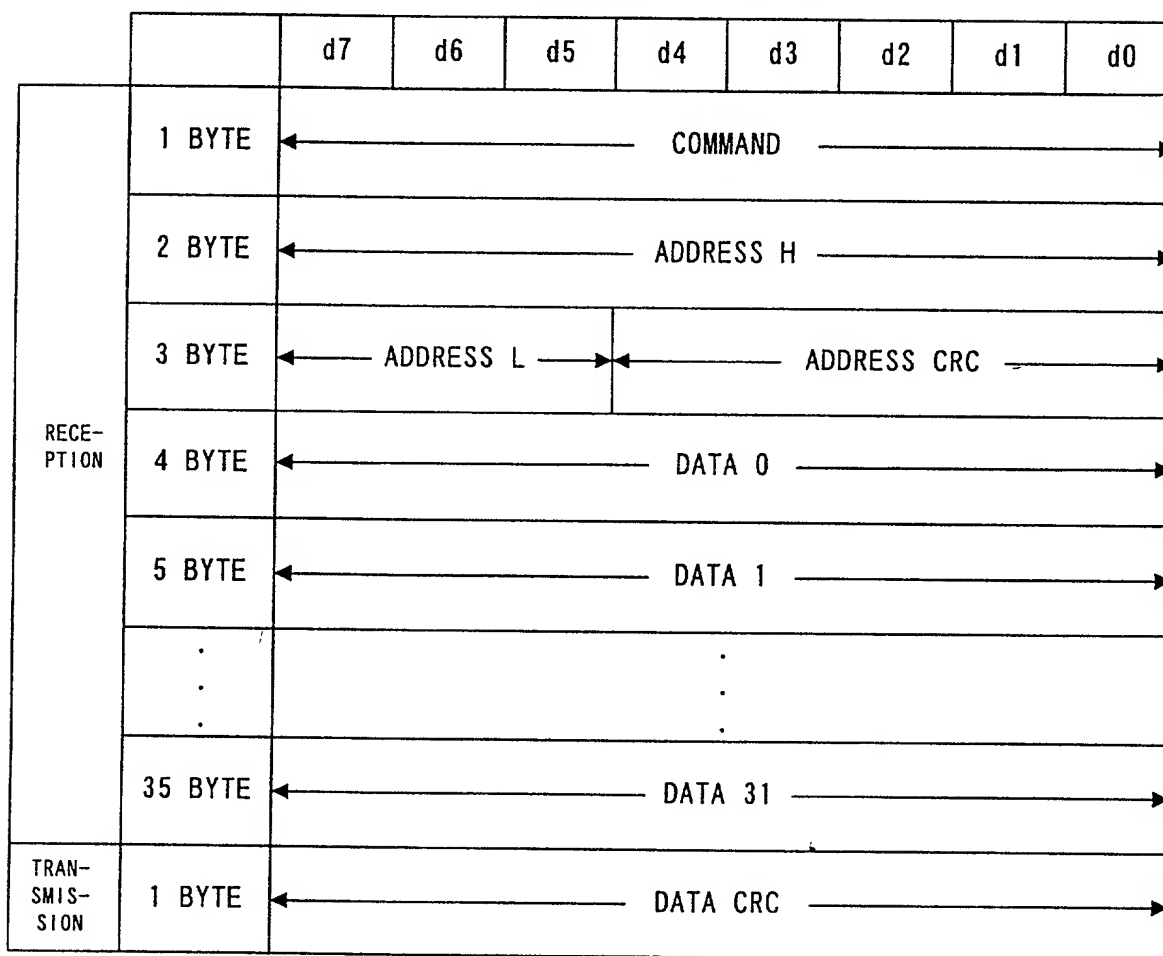 d7 d6 d5 d4 d3 d2 d1 d0
1 BYTE COMMAND
2 BYTE ADDRESS H
3 BYTE ADDRESS L ADDRESS CRC
RECE-
PTION
4 BYTE DATA 0
5 BYTE DATA 1
35 BYTE DATA 31
TRAN-
SMIS-
SION
1 BYTE DATA CRC